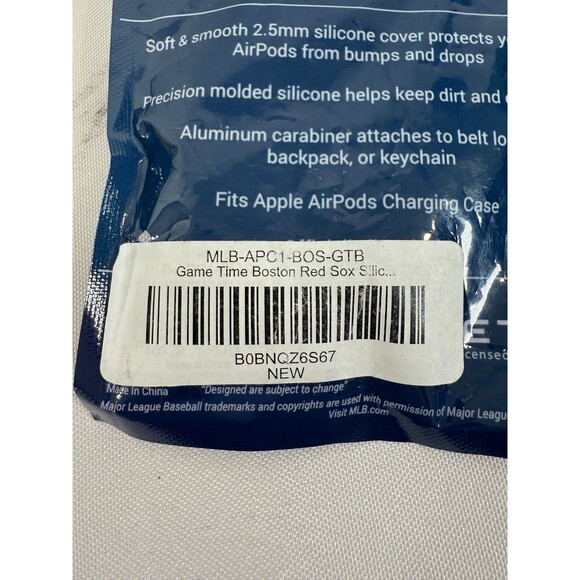 Soft & smooth 2.5mm silicone cover protects
AirPods from bumps and drops
Precision molded silicone helps keep dirt and
Aluminum carabiner attaches to belt
backpack, or keychain
Fits Apple AirPods Charging Case
MLB-APC1-BOS-GTB
Game Time Boston Red Sox Silic...
B0BNQZ6S67
NEW
Made in China "Designed are subject to change"
Major League Baseball trademarks and copyrights are used with permission of Major League
Visit MLB.com